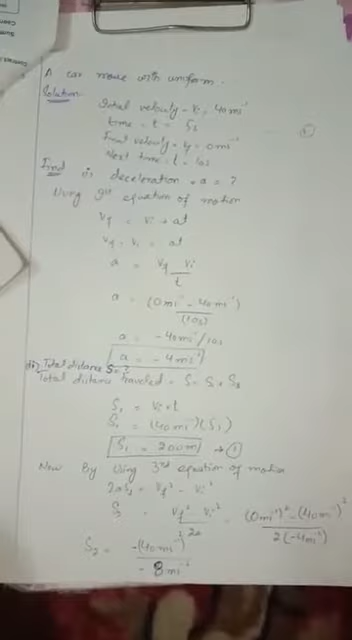 A car move with uniform.
Solution
Initial velocity = Vi = 40ms⁻¹
time = t = 5s
Final velocity = Vf = 0ms⁻¹
Next time = t = 10s
Find i) deceleration = a = ?
Using 1st equation of motion
Vf = Vi + at
Vf - Vi = at
a = Vf - Vi / t
a = (0ms⁻¹ - 40ms⁻¹) / (10s)
a = -40ms⁻¹/10s
a = -4ms⁻²
ii) Total distance S = ?
Total distance traveled = S = S₁ + S₂
S₁ = Vi × t
S₁ = (40ms⁻¹)(5s)
S₁ = 200m → ①
Now By Using 3rd equation of motion
2aS₂ = Vf² - Vi²
S₂ = Vf² - Vi² / 2a = (0ms⁻¹)² - (40ms⁻¹)² / 2(-4ms⁻²)
S₂ = -(40ms⁻¹)² / -8ms⁻²